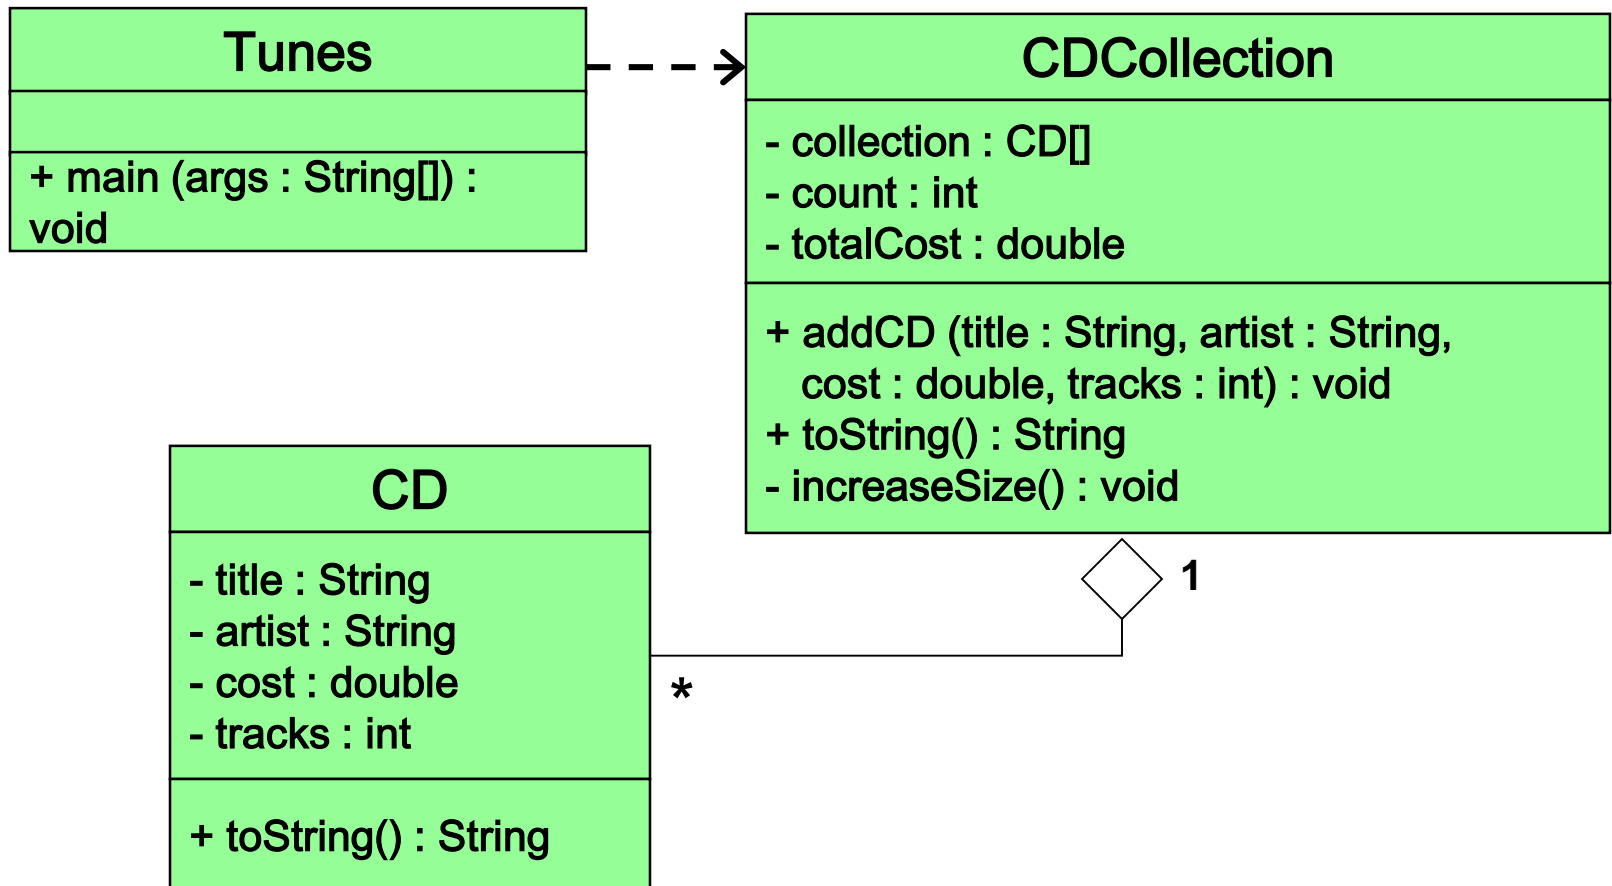 Tunes
+ main (args : String[]) :
void
CDCollection
- collection : CD[]
- count : int
- totalCost : double
+ addCD (title : String, artist : String,
cost : double, tracks : int) : void
+ toString() : String
- increaseSize() : void
1
*
CD
- title : String
- artist : String
- cost : double
- tracks : int
+ toString() : String